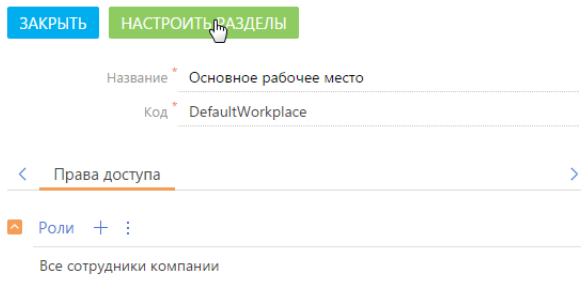 ЗАКРЫТЬ НАСТРОИТЬ РАЗДЕЛЫ
Название * Основное рабочее место
Код * DefaultWorkplace
Права доступа
Роли
Все сотрудники компании